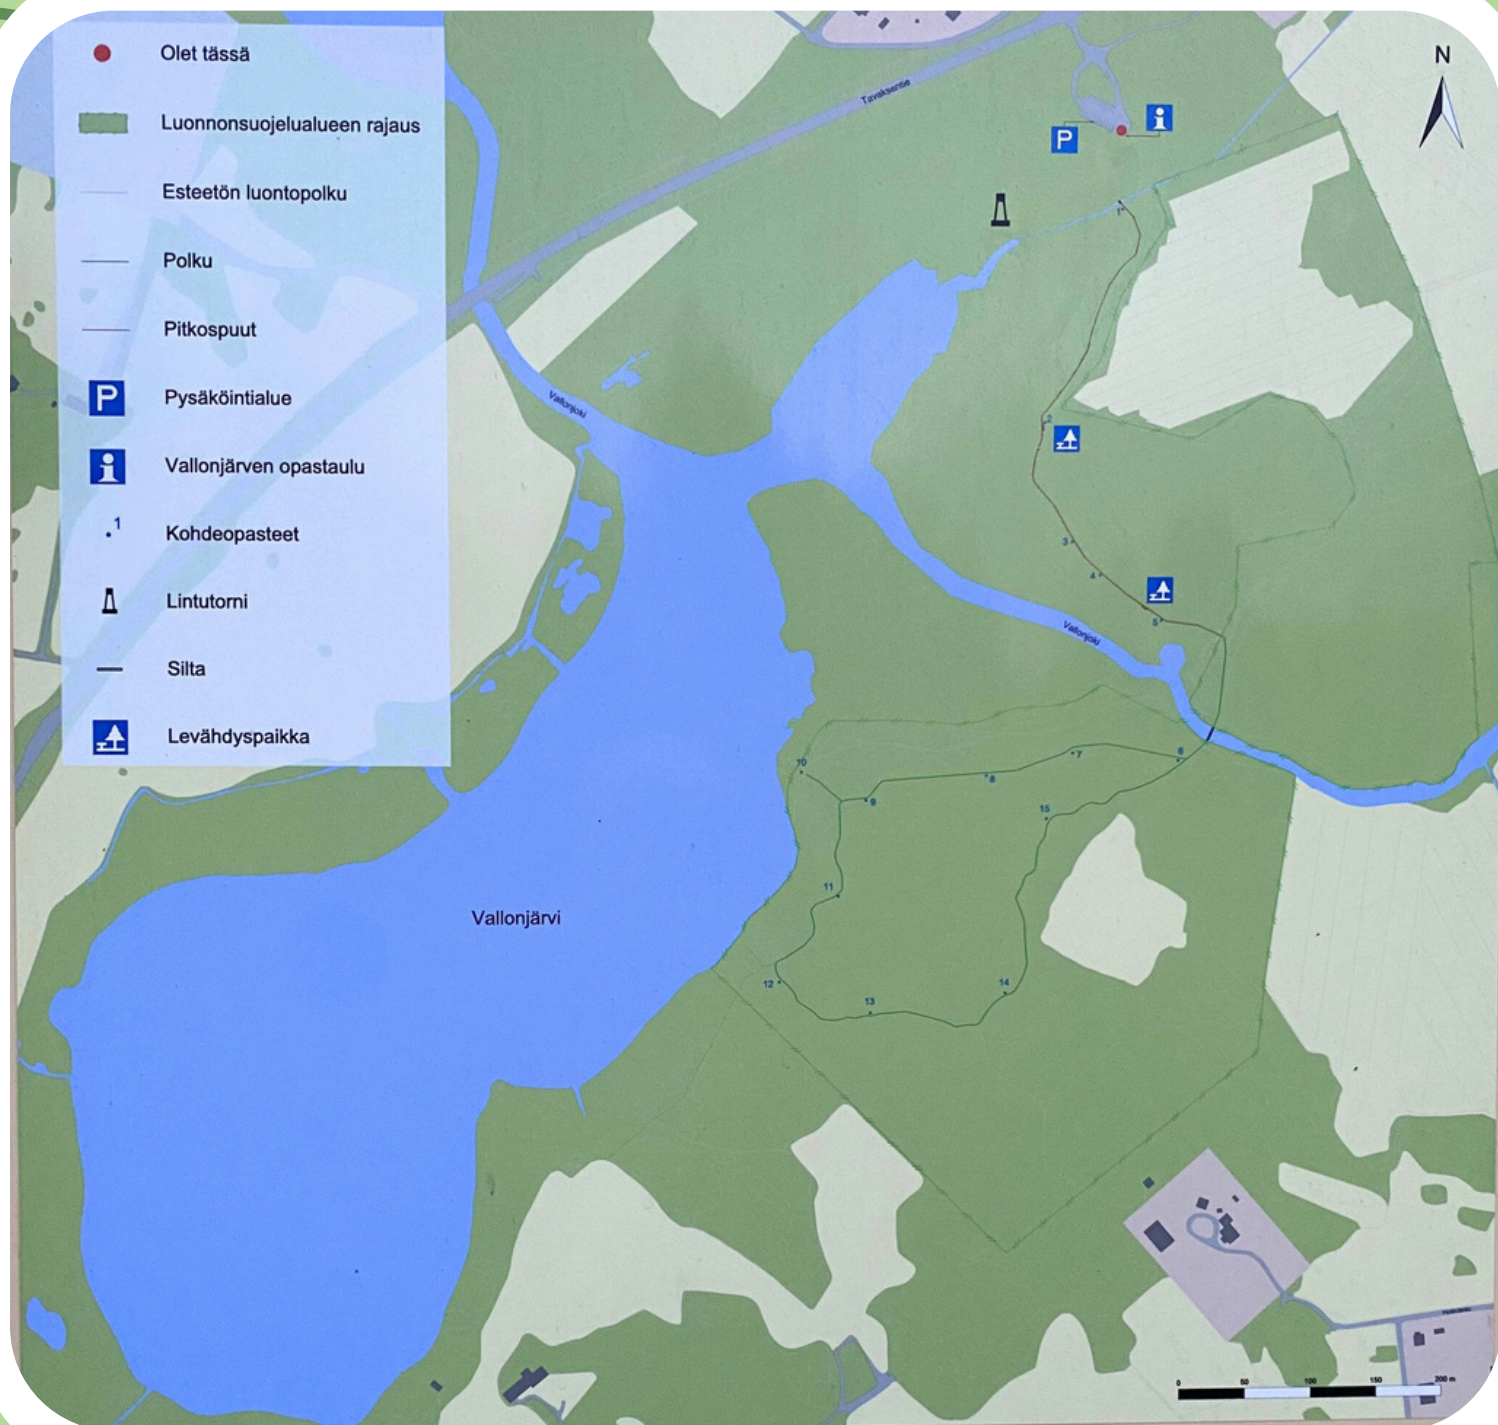 Olet tässä
Luonnonsuojelualueen rajaus
Esteetön luontopolku
Polku
Pitkospuut
P
Pysäköintialue
i
Vallonjärven opastaulu
1
Kohdeopasteet
Lintutorni
Silta
Levähdyspaikka
N
Tavaksentie
P
i
1
Vallonjoki
2
3
4
5
Vallonjoki
6
7
8
9
10
15
11
Vallonjärvi
12
13
14
0 50 100 150 200 m